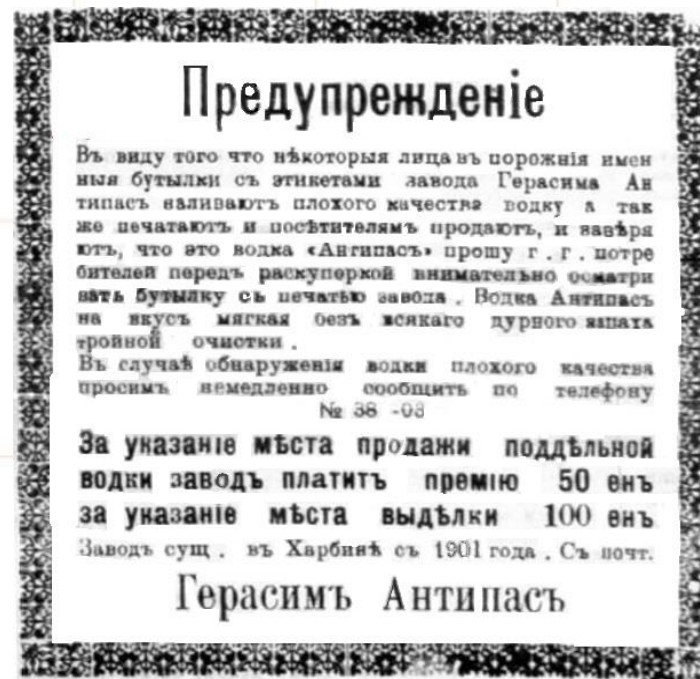 Предупрежденіе
Въ виду того что нѣкоторыя лица въ порожнія имен
ныя бутылки съ этикетами завода Герасима Ан
типасъ наливаютъ плохого качества водку а так
же печатаютъ и посѣтителямъ продаютъ, и завѣря
ютъ, что это водка «Антипасъ» прошу г . г . потре
бителей передъ раскупоркой внимательно осматри
вать бутылку съ печатью завода . Водка Антипасъ
на вкусъ мягкая безъ всякаго дурного запаха
тройной очистки .
Въ случаѣ обнаруженія водки плохого качества
просимъ немедленно сообщить по телефону
№ 38 -03
За указаніе мѣста продажи поддѣльной
водки заводъ платитъ премію 50 енъ
за указаніе мѣста выдѣлки 100 енъ
Заводъ сущ . въ Харбинѣ съ 1901 года . Съ почт.
Герасимъ Антипасъ